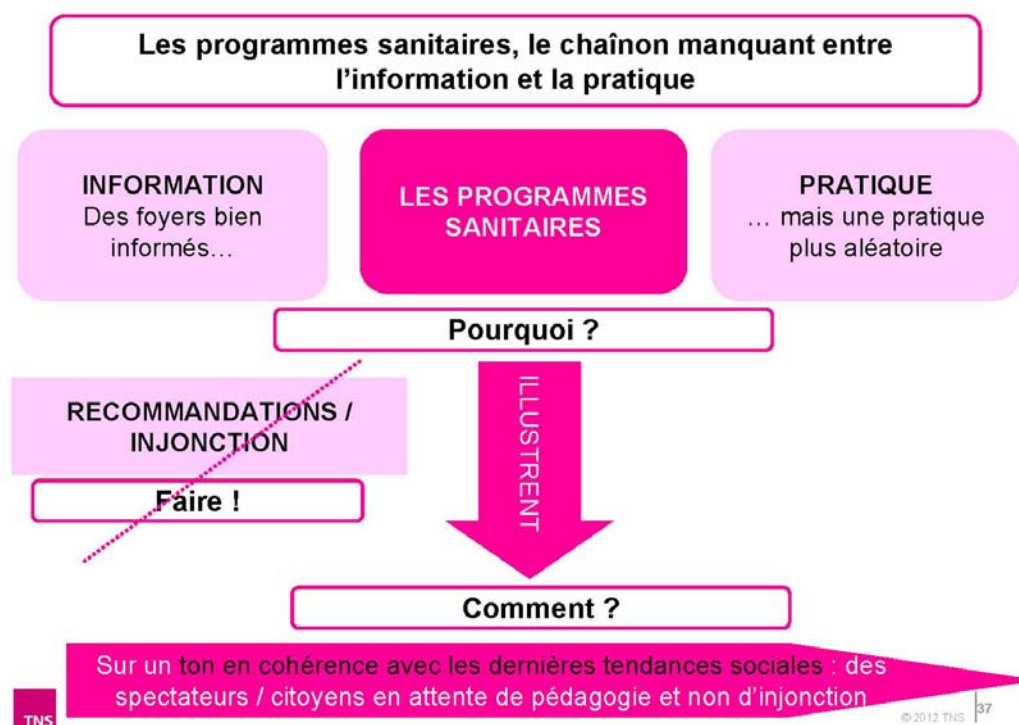 Les programmes sanitaires, le chaînon manquant entre
l'information et la pratique
INFORMATION
Des foyers bien
informés…
LES PROGRAMMES
SANITAIRES
PRATIQUE
… mais une pratique
plus aléatoire
Pourquoi ?
RECOMMANDATIONS /
INJONCTION
Faire !
ILLUSTRENT
Comment ?
Sur un ton en cohérence avec les dernières tendances sociales : des
spectateurs / citoyens en attente de pédagogie et non d'injonction
TNS
© 2012 TNS
37